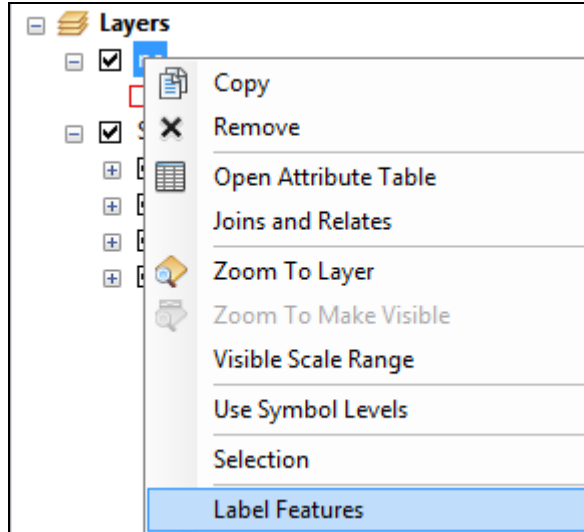 Layers
Copy
Remove
Open Attribute Table
Joins and Relates
Zoom To Layer
Zoom To Make Visible
Visible Scale Range
Use Symbol Levels
Selection
Label Features